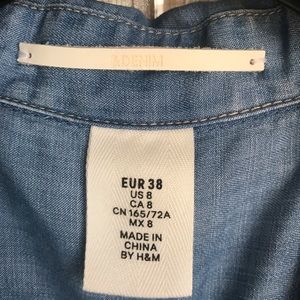 &DENIM
EUR 38
US 8
CA 8
CN 165/72A
MX 8
MADE IN
CHINA
BY H&M